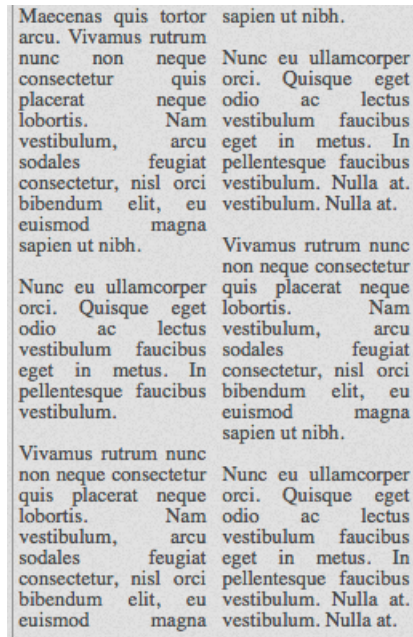 Maecenas quis tortor
arcu. Vivamus rutrum
nunc non neque
consectetur quis
placerat neque
lobortis. Nam
vestibulum, arcu
sodales feugiat
consectetur, nisl orci
bibendum elit, eu
euismod magna
sapien ut nibh.
Nunc eu ullamcorper
orci. Quisque eget
odio ac lectus
vestibulum faucibus
eget in metus. In
pellentesque faucibus
vestibulum.
Vivamus rutrum nunc
non neque consectetur
quis placerat neque
lobortis. Nam
vestibulum, arcu
sodales feugiat
consectetur, nisl orci
bibendum elit, eu
euismod magna
sapien ut nibh.
Nunc eu ullamcorper
orci. Quisque eget
odio ac lectus
vestibulum faucibus
eget in metus. In
pellentesque faucibus
vestibulum. Nulla at.
vestibulum. Nulla at.
Vivamus rutrum nunc
non neque consectetur
quis placerat neque
lobortis. Nam
vestibulum, arcu
sodales feugiat
consectetur, nisl orci
bibendum elit, eu
euismod magna
sapien ut nibh.
Nunc eu ullamcorper
orci. Quisque eget
odio ac lectus
vestibulum faucibus
eget in metus. In
pellentesque faucibus
vestibulum. Nulla at.
vestibulum. Nulla at.